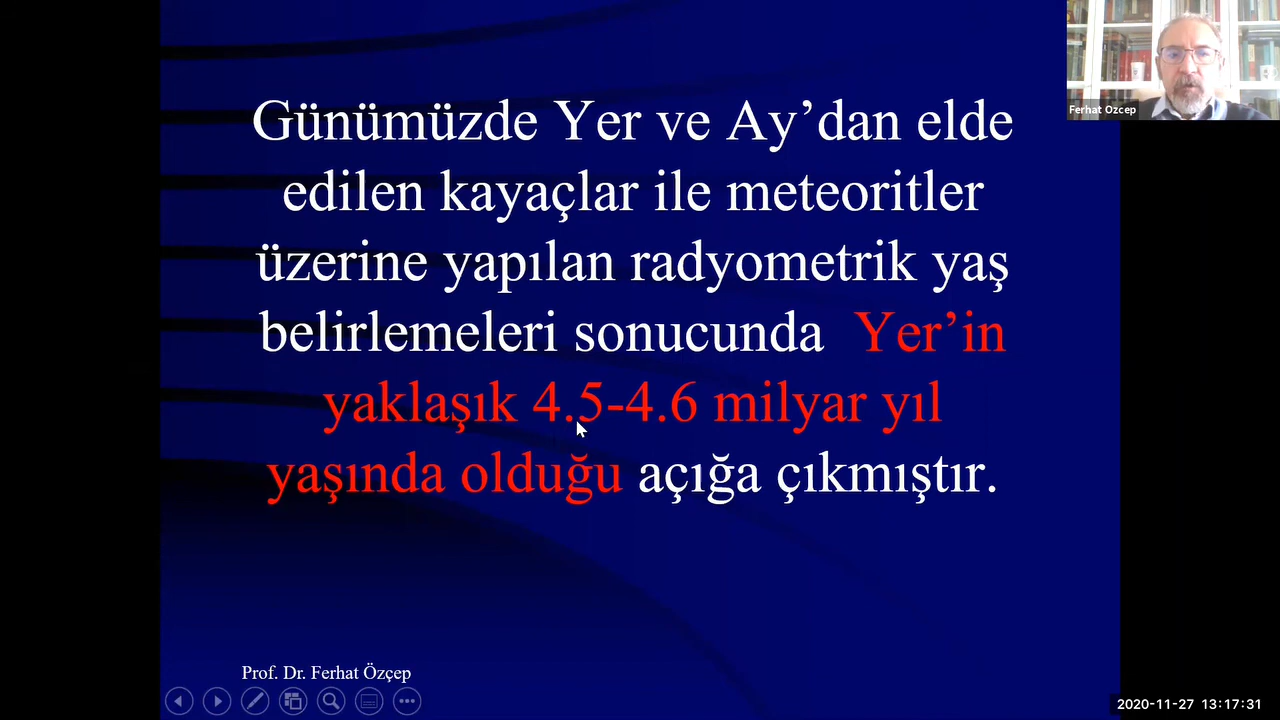 Günümüzde Yer ve Ay’dan elde
edilen kayaçlar ile meteoritler
üzerine yapılan radyometrik yaş
belirlemeleri sonucunda Yer’in
yaklaşık 4.5-4.6 milyar yıl
yaşında olduğu açığa çıkmıştır.
Ferhat Ozcep
Prof. Dr. Ferhat Özçep
2020-11-27 13:17:31